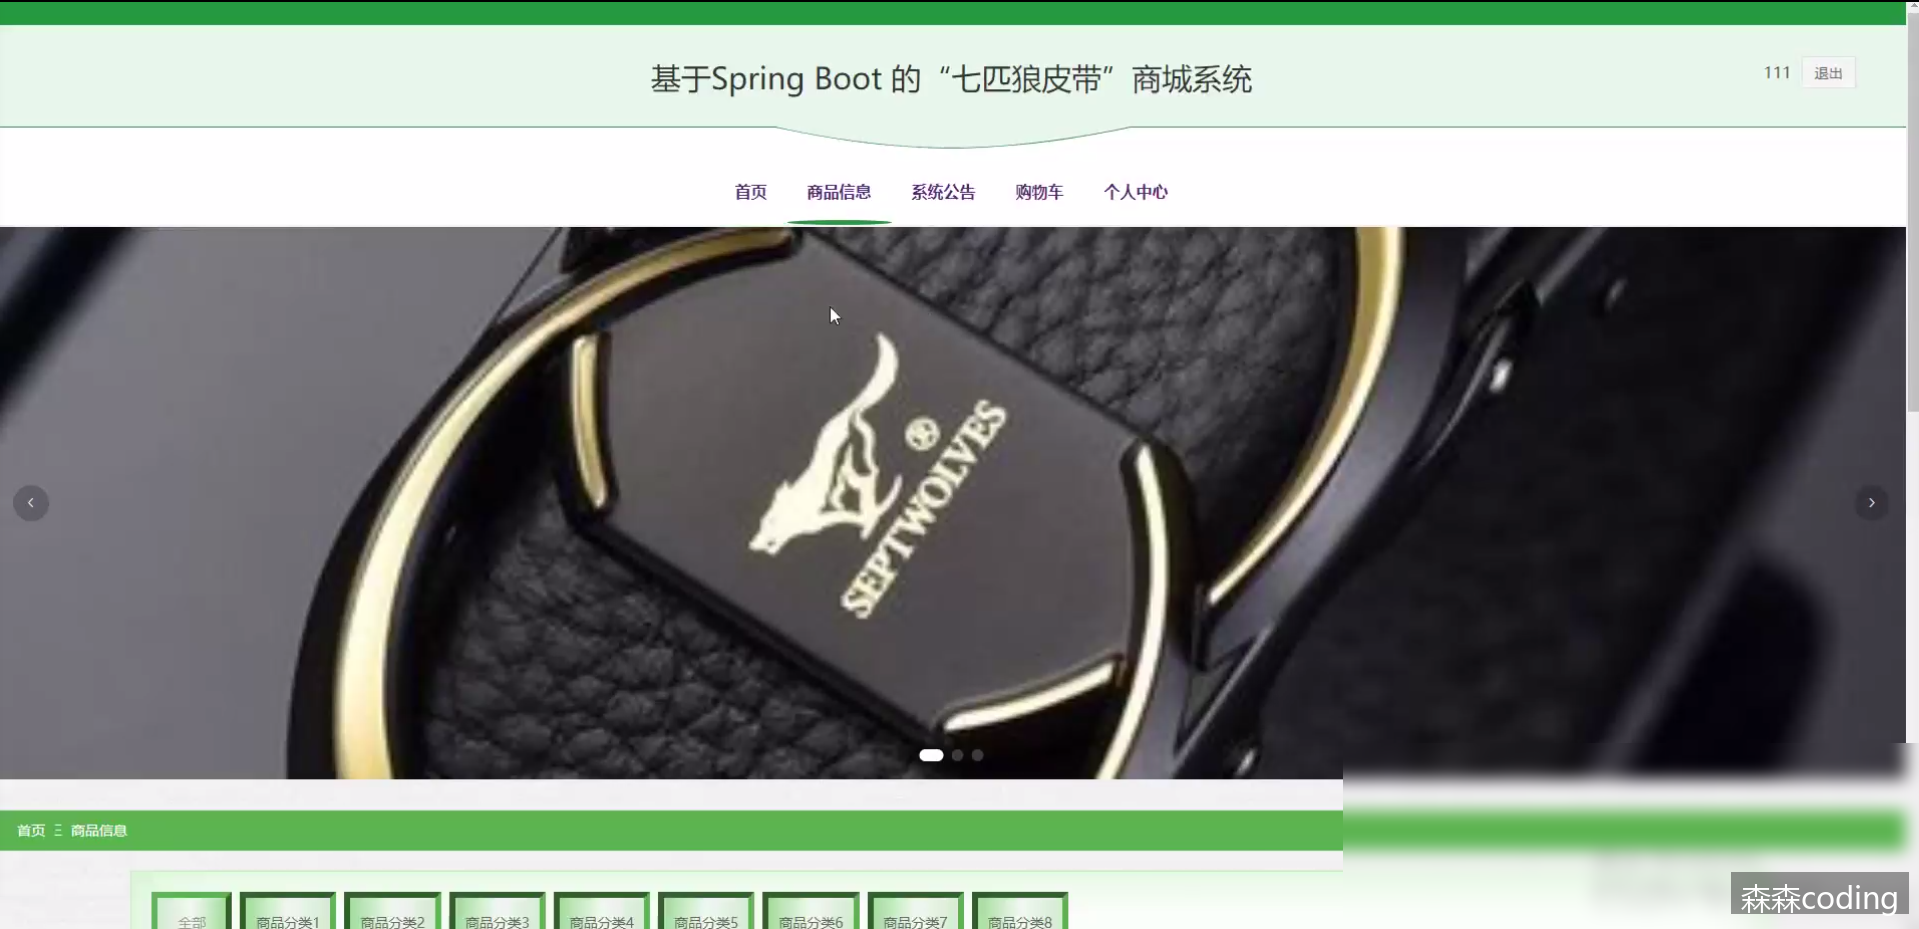 基于Spring Boot 的“七匹狼皮带”商城系统
111 退出
首页 商品信息 系统公告 购物车 个人中心
SEPTWOLVES
首页 商品信息
全部 商品分类1 商品分类2 商品分类3 商品分类4 商品分类5 商品分类6 商品分类7 商品分类8
森森coding